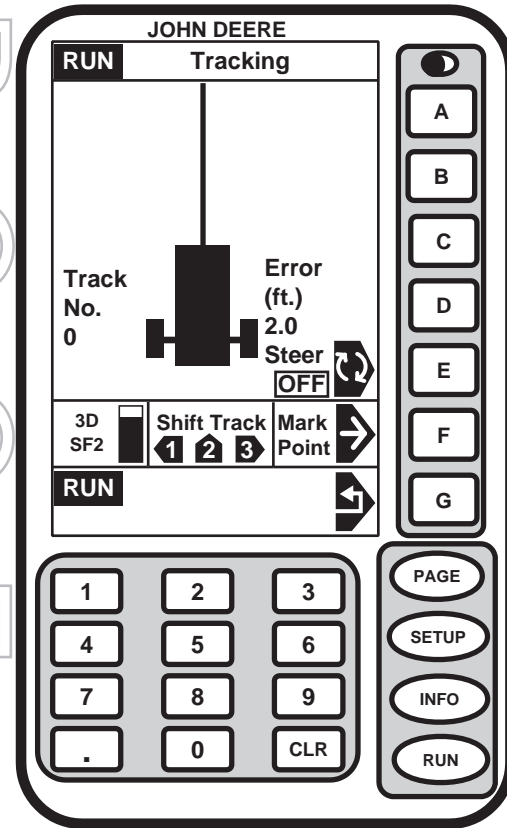 JOHN DEERE
RUN Tracking
Track
No.
0
Error
(ft.)
2.0
Steer
OFF
3D
SF2
Shift Track
1 2 3
Mark
Point
RUN
A
B
C
D
E
F
G
1 2 3
4 5 6
7 8 9
. 0 CLR
PAGE
SETUP
INFO
RUN